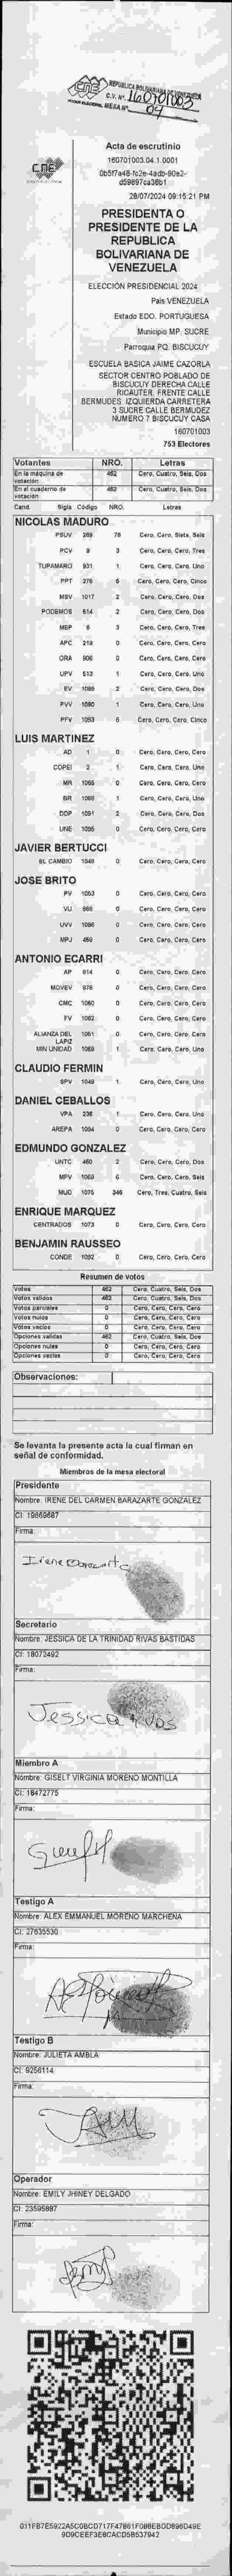 CNE
REPUBLICA BOLIVARIANA DE VENEZUELA
C.V. Nº 160701003
MESA Nº 04
CNE
Acta de escrutinio
160701003.04.1.0001
28/07/2024 09:15:21 PM
PRESIDENTA O
PRESIDENTE DE LA
REPUBLICA
BOLIVARIANA DE
VENEZUELA
ELECCIÓN PRESIDENCIAL 2024
País VENEZUELA
Estado EDO. PORTUGUESA
Municipio MP. SUCRE
Parroquia PQ. BISCUCUY
ESCUELA BASICA JAIME CAZORLA
SECTOR CENTRO POBLADO DE
BISCUCUY DERECHA CALLE
RICAUTER. FRENTE CALLE
BERMUDES. IZQUIERDA CARRETERA
3 SUCRE CALLE BERMUDEZ
NUMERO 7 BISCUCUY CASA
160701003
753 Electores
Votantes NRO. Letras
En la maquina de votación 462 Cero, Cuatro, Seis, Dos
En el cuaderno de votación 462 Cero, Cuatro, Seis, Dos
Cand. Sigla Código NRO. Letras
NICOLAS MADURO
PSUV 269 76 Cero, Cero, Siete, Seis
PCV 3 Cero, Cero, Cero, Tres
TUPAMARO 931 1 Cero, Cero, Cero, Uno
PPT 276 5 Cero, Cero, Cero, Cinco
MSV 1017 2 Cero, Cero, Cero, Dos
PODEMOS 514 2 Cero, Cero, Cero, Dos
MEP 3 Cero, Cero, Cero, Tres
APC 219 0 Cero, Cero, Cero, Cero
ORA 906 0 Cero, Cero, Cero, Cero
UPV 513 1 Cero, Cero, Cero, Uno
EV 1089 2 Cero, Cero, Cero, Dos
PVV 1090 1 Cero, Cero, Cero, Uno
PFV 1053 5 Cero, Cero, Cero, Cinco
LUIS MARTINEZ
AD 1 0 Cero, Cero, Cero, Cero
COPEI 2 1 Cero, Cero, Cero, Uno
MR 1065 0 Cero, Cero, Cero, Cero
BR 1066 1 Cero, Cero, Cero, Uno
DDP 1091 2 Cero, Cero, Cero, Dos
UNE 1095 0 Cero, Cero, Cero, Cero
JAVIER BERTUCCI
EL CAMBIO 1048 0 Cero, Cero, Cero, Cero
JOSE BRITO
PV 1053 0 Cero, Cero, Cero, Cero
VU 868 0 Cero, Cero, Cero, Cero
UVV 1096 0 Cero, Cero, Cero, Cero
MPJ 458 0 Cero, Cero, Cero, Cero
ANTONIO ECARRI
AP 914 0 Cero, Cero, Cero, Cero
MOVEV 976 0 Cero, Cero, Cero, Cero
CMC 1060 0 Cero, Cero, Cero, Cero
FV 1062 0 Cero, Cero, Cero, Cero
ALIANZA DEL LAPIZ 1061 0 Cero, Cero, Cero, Cero
MIN UNIDAD 1069 1 Cero, Cero, Cero, Uno
CLAUDIO FERMIN
SPV 1049 1 Cero, Cero, Cero, Uno
DANIEL CEBALLOS
VPA 236 1 Cero, Cero, Cero, Uno
AREPA 1094 0 Cero, Cero, Cero, Cero
EDMUNDO GONZALEZ
UNTC 460 2 Cero, Cero, Cero, Dos
MPV 1069 6 Cero, Cero, Cero, Seis
MUD 1075 346 Cero, Tres, Cuatro, Seis
ENRIQUE MARQUEZ
CENTRADOS 1073 0 Cero, Cero, Cero, Cero
BENJAMIN RAUSSEO
CONDE 1092 0 Cero, Cero, Cero, Cero
Resumen de votos
Votos 462 Cero, Cuatro, Seis, Dos
Votos validos 462 Cero, Cuatro, Seis, Dos
Votos parciales 0 Cero, Cero, Cero, Cero
Votos nulos 0 Cero, Cero, Cero, Cero
Votos vacios 0 Cero, Cero, Cero, Cero
Opciones validas 462 Cero, Cuatro, Seis, Dos
Opciones nulas 0 Cero, Cero, Cero, Cero
Opciones vacias 0 Cero, Cero, Cero, Cero
Observaciones:
Se levanta la presente acta la cual firman en
señal de conformidad.
Miembros de la mesa electoral
Presidente
Nombre: IRENE DEL CARMEN BARAZARTE GONZALEZ
CI: 19669687
Firma:
Irene Barazarte
Secretario
Nombre: JESSICA DE LA TRINIDAD RIVAS BASTIDAS
CI: 18072492
Firma:
Jessica Rivas
Miembro A
Nombre: GISELT VIRGINIA MORENO MONTILLA
CI: 18472775
Firma:
Testigo A
Nombre: ALEX EMMANUEL MORENO MARCHENA
CI: 27635530
Firma:
Testigo B
Nombre: JULIETA AMBLA
CI: 9256114
Firma:
Operador
Nombre: EMILY JHINEY DELGADO
CI: 23595887
Firma: